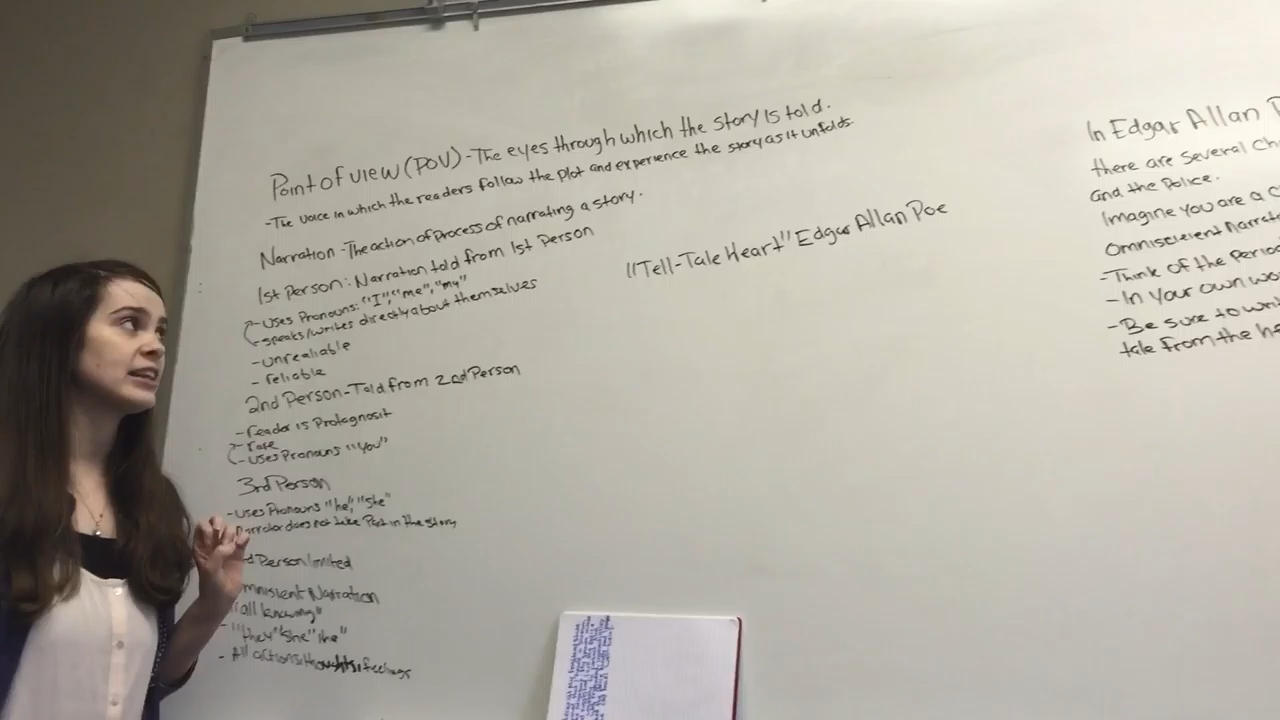 Point of view (POV) - The eyes through which the story is told.
- The voice in which the readers follow the plot and experience the story as it unfolds.
Narration - The action of process of narrating a story.
1st Person: Narration told from 1st Person
- uses Pronouns: "I", "me", "my"
- speaks/writes directly about themselves
- unrealiable
- reliable
2nd Person - Told from 2nd Person
- reader is Protagnosit
- rare
- uses Pronouns "You"
3rd Person
- uses Pronouns "he", "she"
narrator does not take Part in the story
d Person limited
mniscient Narration
"all knowing"
- "they" "she" "he"
- All actions, thoughts, feelings
"Tell-Tale Heart" Edgar Allan Poe
In Edgar Allan P
there are several ch
and the Police.
Imagine you are a c
omniscient narrat
- Think of the Perio
- In your own wo
- Be sure to wri
tale from the he